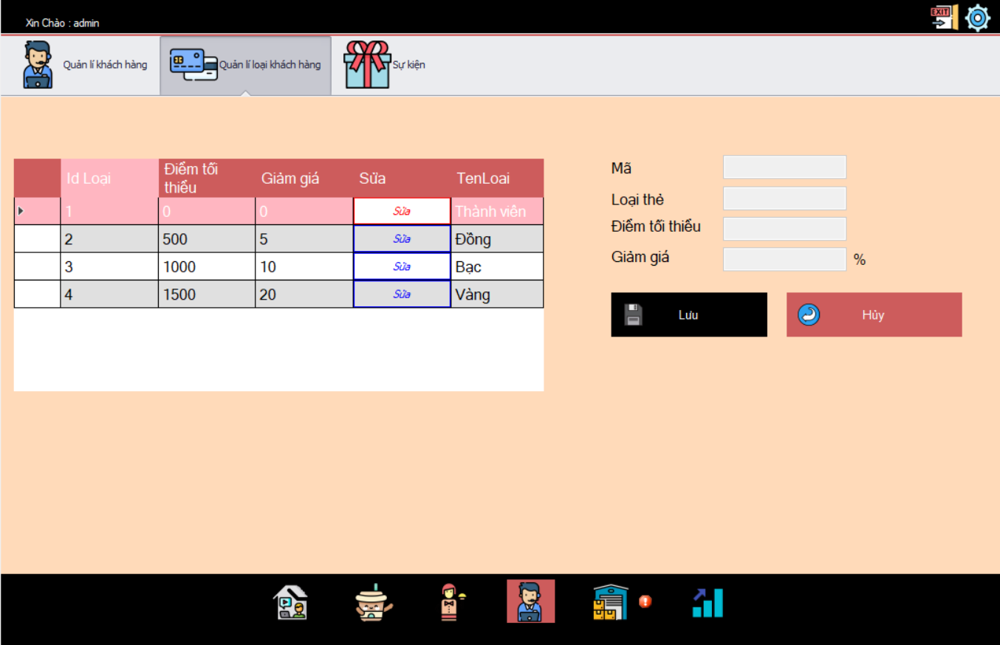 EXIT
Xin Chào : admin
Quản lí khách hàng
Quản lí loại khách hàng
Sự kiện
Id Loại
Điểm tối
thiểu
Giảm giá
Sửa
TenLoai
1 0 0 Sửa Thành viên
2 500 5 Sửa Đồng
3 1000 10 Sửa Bạc
4 1500 20 Sửa Vàng
Mã
Loại thẻ
Điểm tối thiểu
Giảm giá %
Lưu
Hủy